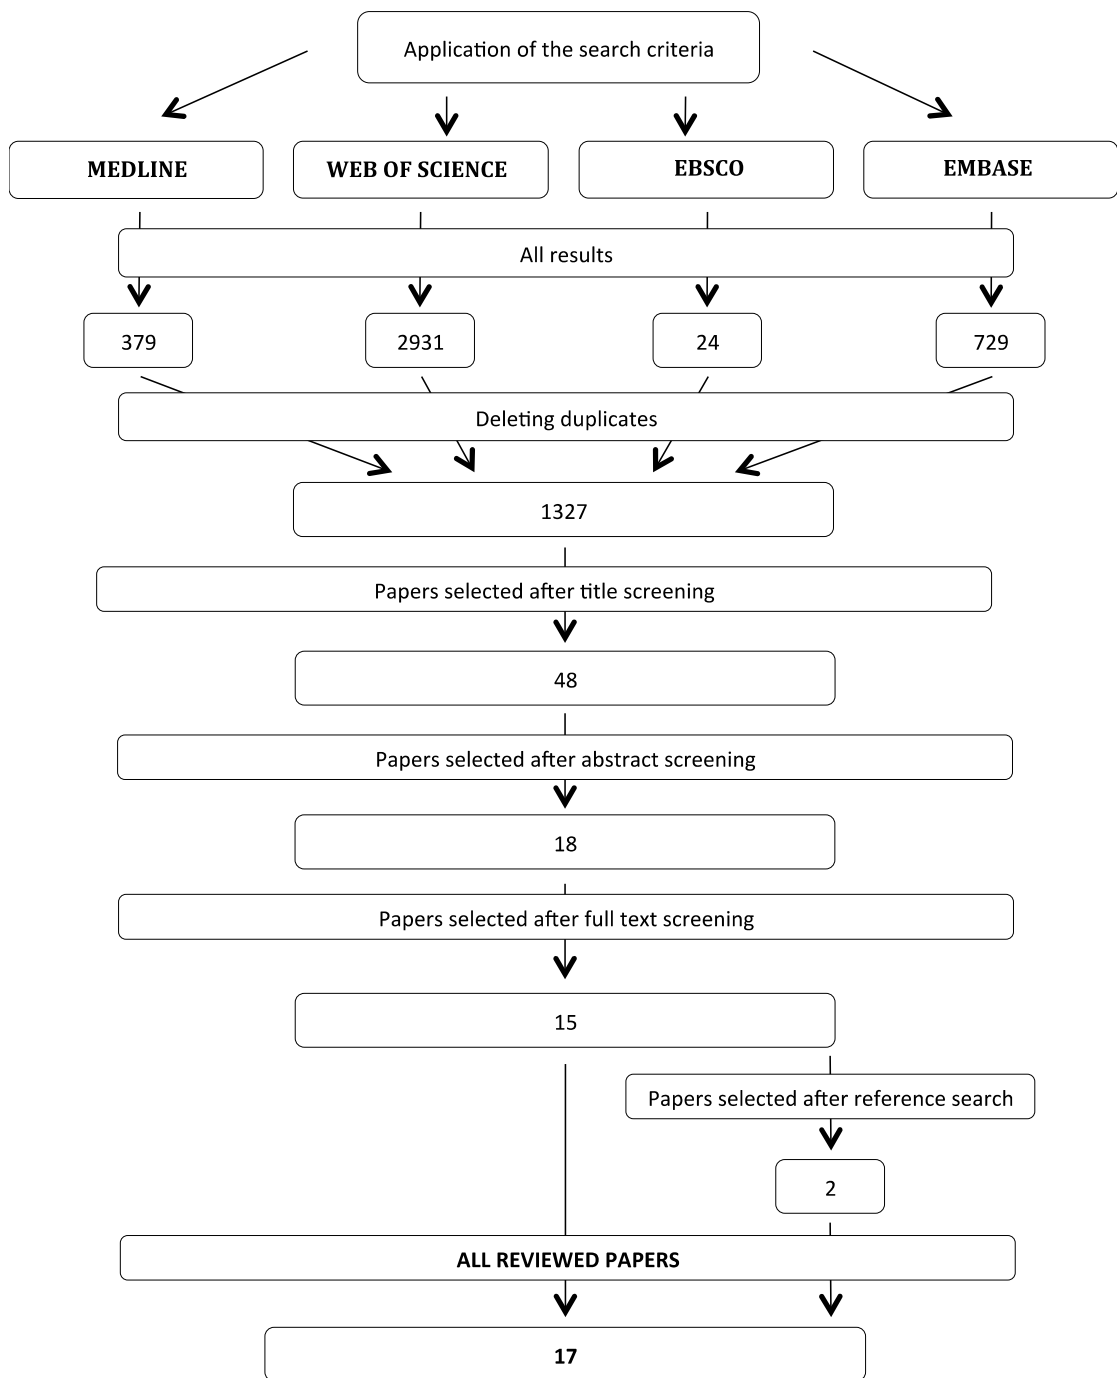 Application of the search criteria
MEDLINE
WEB OF SCIENCE
EBSCO
EMBASE
All results
379
2931
24
729
Deleting duplicates
1327
Papers selected after title screening
48
Papers selected after abstract screening
18
Papers selected after full text screening
15
Papers selected after reference search
2
ALL REVIEWED PAPERS
17